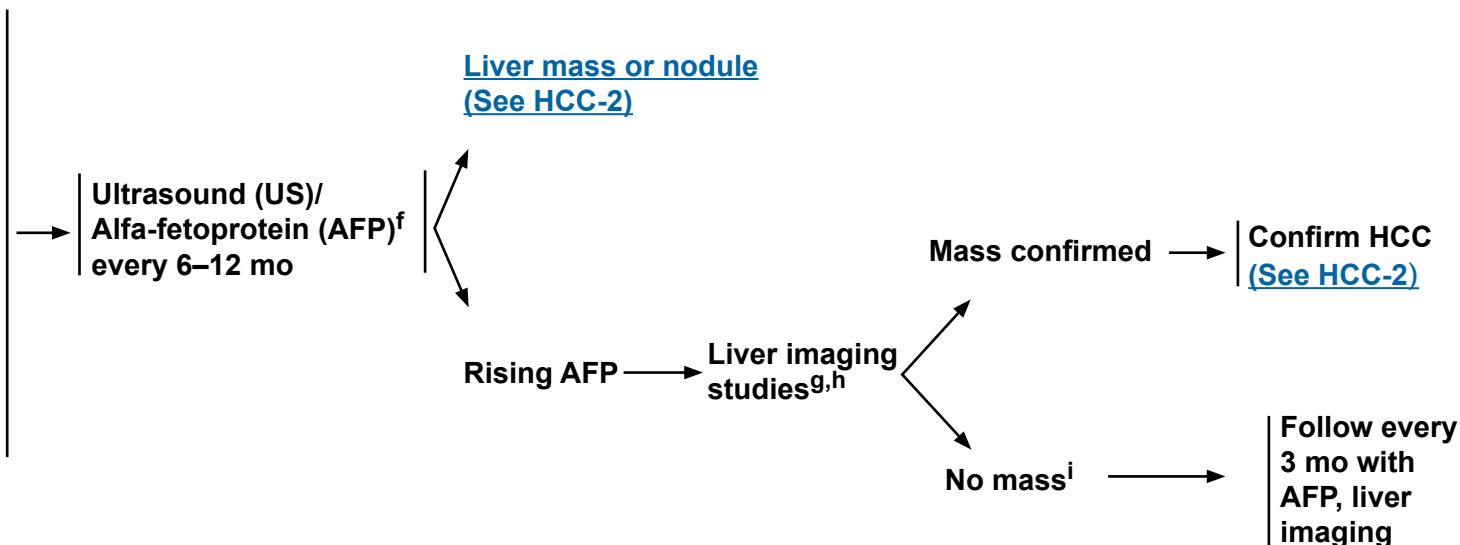 Liver mass or nodule
(See HCC-2)
Ultrasound (US)/
Alfa-fetoprotein (AFP)f
every 6–12 mo
Rising AFP
Liver imaging
studiesg,h
Mass confirmed
Confirm HCC
(See HCC-2)
No massi
Follow every
3 mo with
AFP, liver
imaging